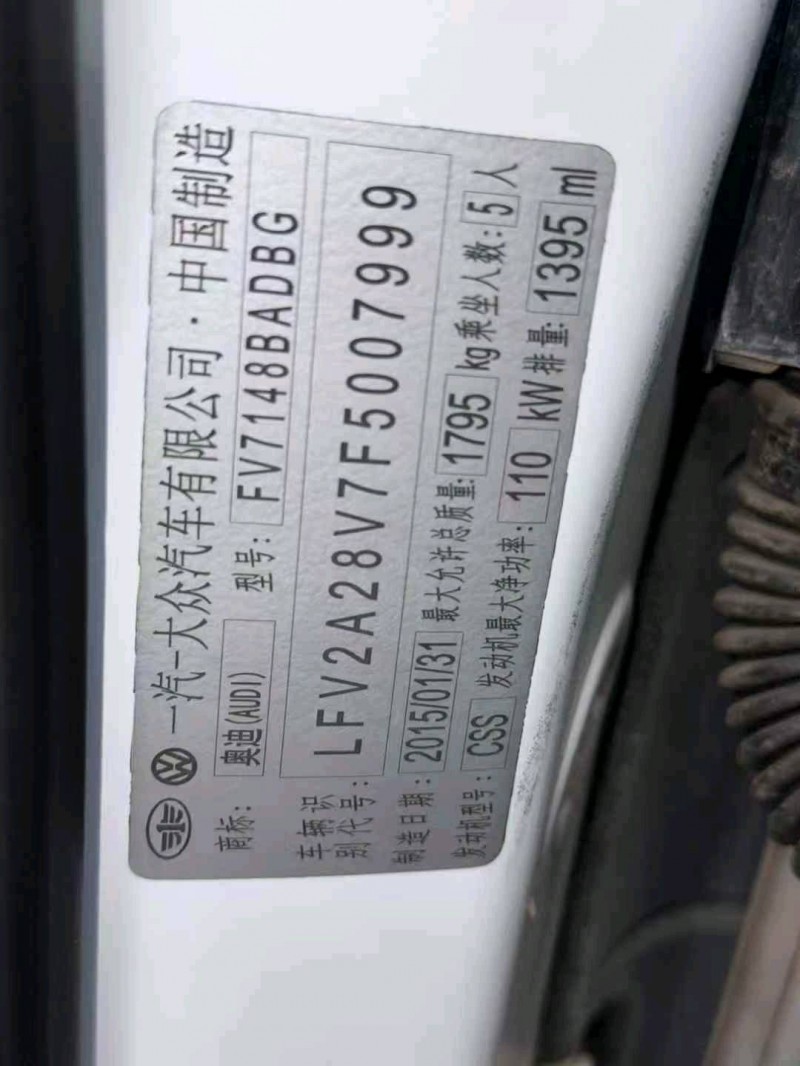 一汽-大众汽车有限公司·中国制造
商标: 奥迪(AUDI) 型号: FV7148BADBG
车辆识别代号: LFV2A28V7F5007999
制造日期: 2015/01/31 最大允许总质量: 1795 kg 乘坐人数: 5 人
发动机型号: CSS 发动机最大净功率: 110 kW 排量: 1395 ml